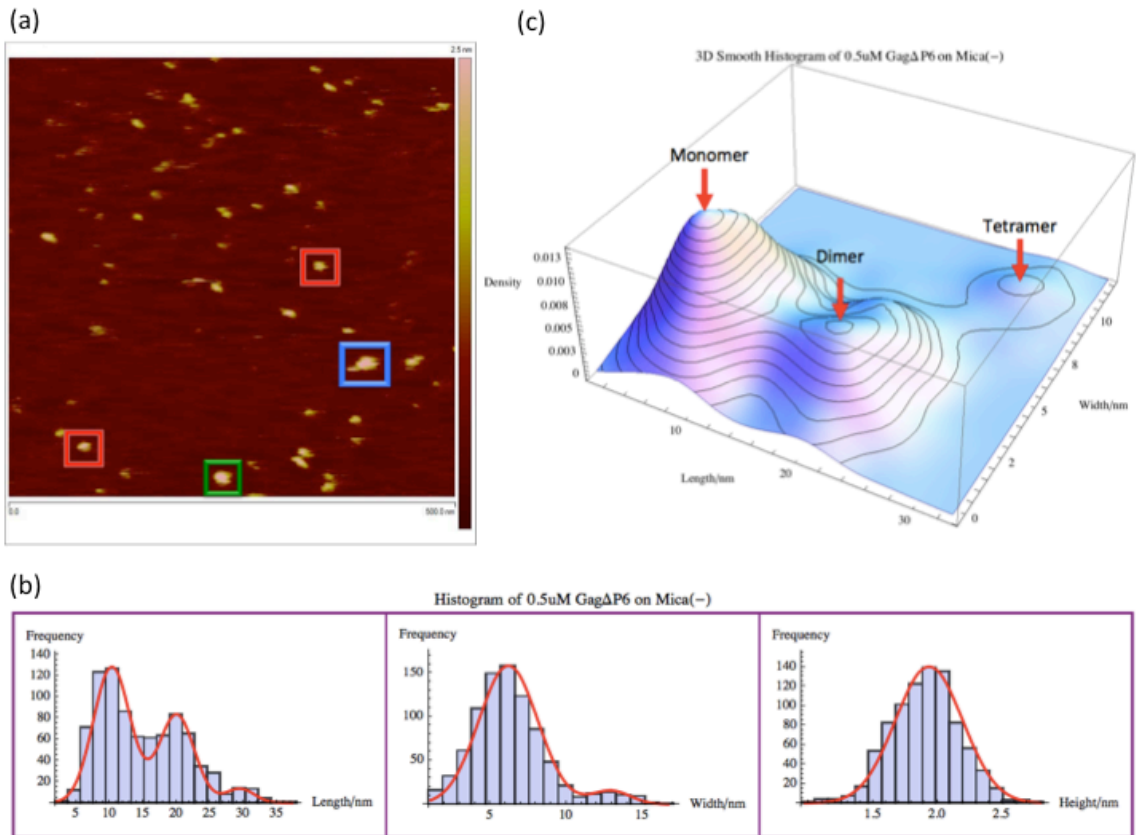 (a)
2.5 nm
0.0
500.0 nm
(c)
3D Smooth Histogram of 0.5uM GagΔP6 on Mica(−)
Monomer
Dimer
Tetramer
Density
0.013
0.010
0.008
0.005
0.003
0
10
20
30
Length/nm
0
2
5
8
10
Width/nm
(b)
Histogram of 0.5uM GagΔP6 on Mica(−)
Frequency
140
120
100
80
60
40
20
5 10 15 20 25 30 35
Length/nm
Frequency
150
100
50
5 10 15
Width/nm
Frequency
140
120
100
80
60
40
20
1.5 2.0 2.5
Height/nm